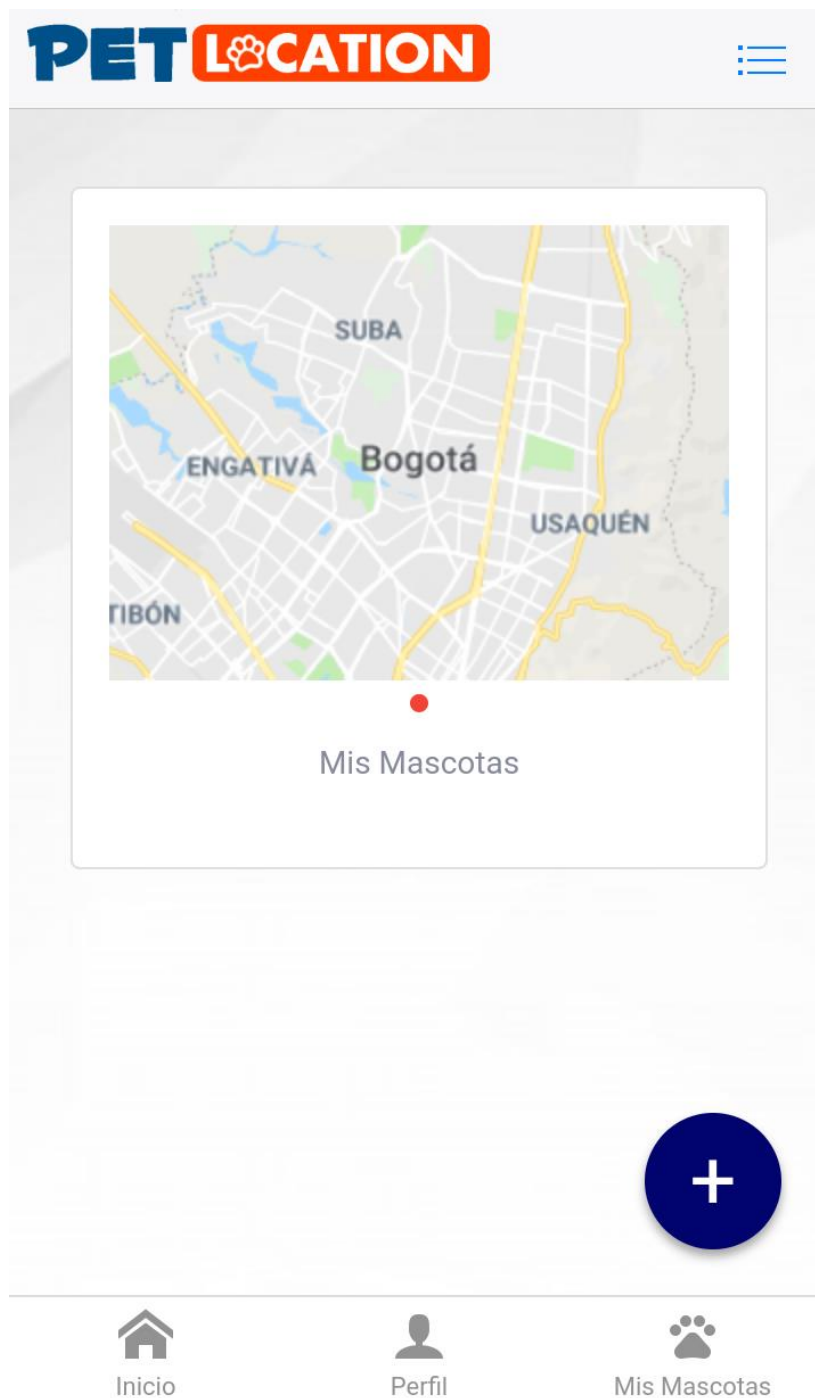 PET LOCATION
SUBA
Bogotá
ENGATIVÁ
USAQUÉN
TIBÓN
Mis Mascotas
Inicio
Perfil
Mis Mascotas